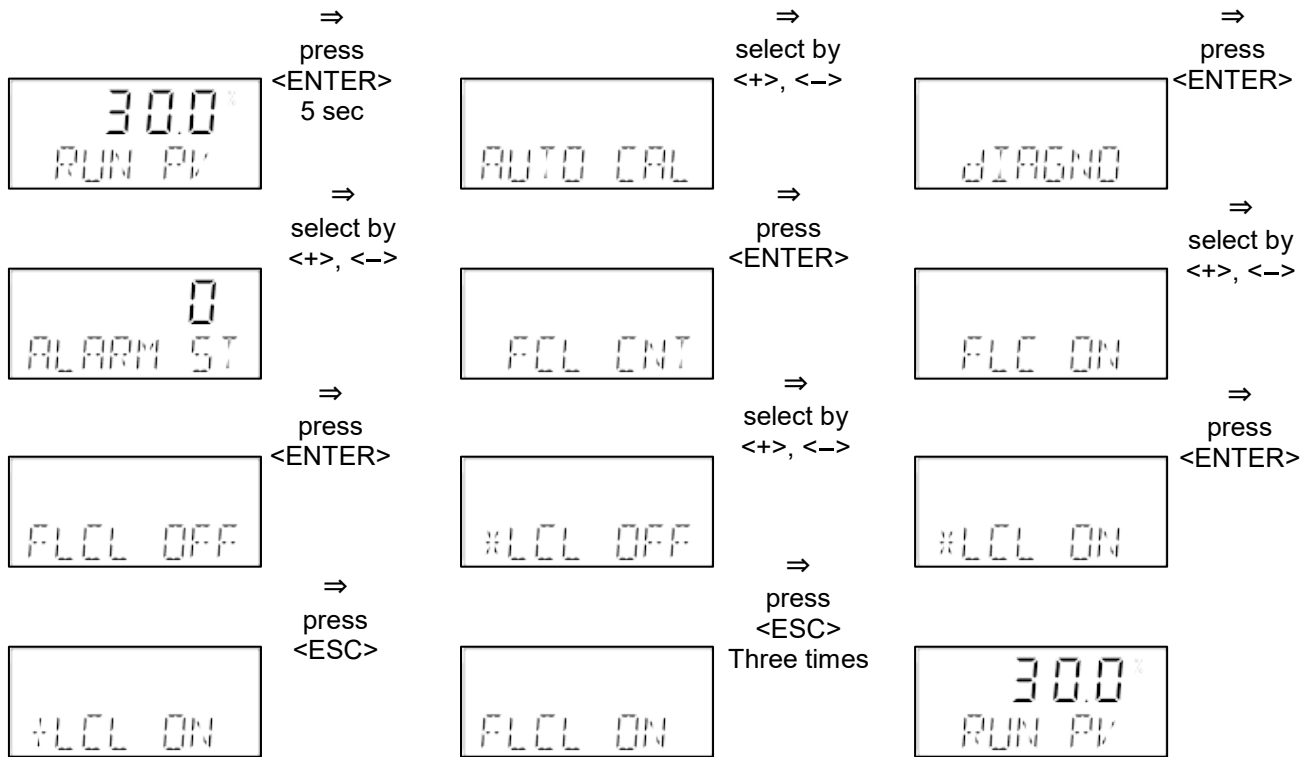 30.0 %
RUN PV
⇒
press
<ENTER>
5 sec
AUTO CAL
⇒
select by
<+>, <−>
dIAGNO
⇒
press
<ENTER>
0
ALARM ST
⇒
select by
<+>, <−>
FCL CNT
⇒
press
<ENTER>
FLC ON
⇒
select by
<+>, <−>
FLCL OFF
⇒
press
<ENTER>
*LCL OFF
⇒
select by
<+>, <−>
*LCL ON
⇒
press
<ENTER>
+LCL ON
⇒
press
<ESC>
FLCL ON
⇒
press
<ESC>
Three times
30.0 %
RUN PV